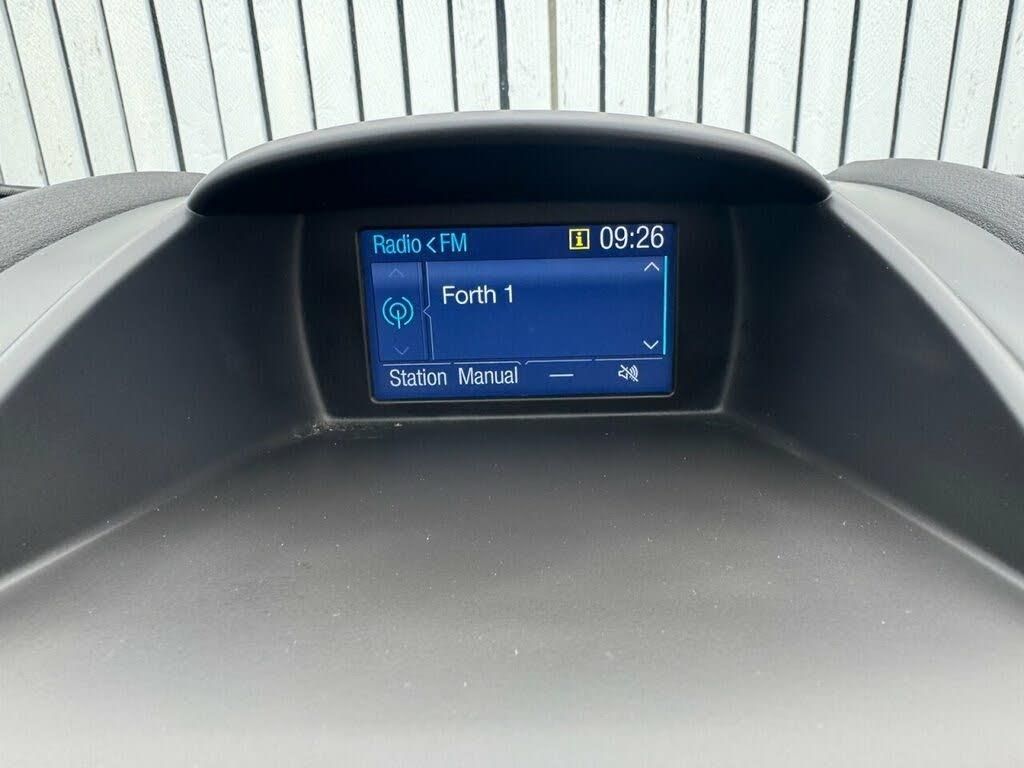 Radio < FM i 09:26
Forth 1
Station Manual